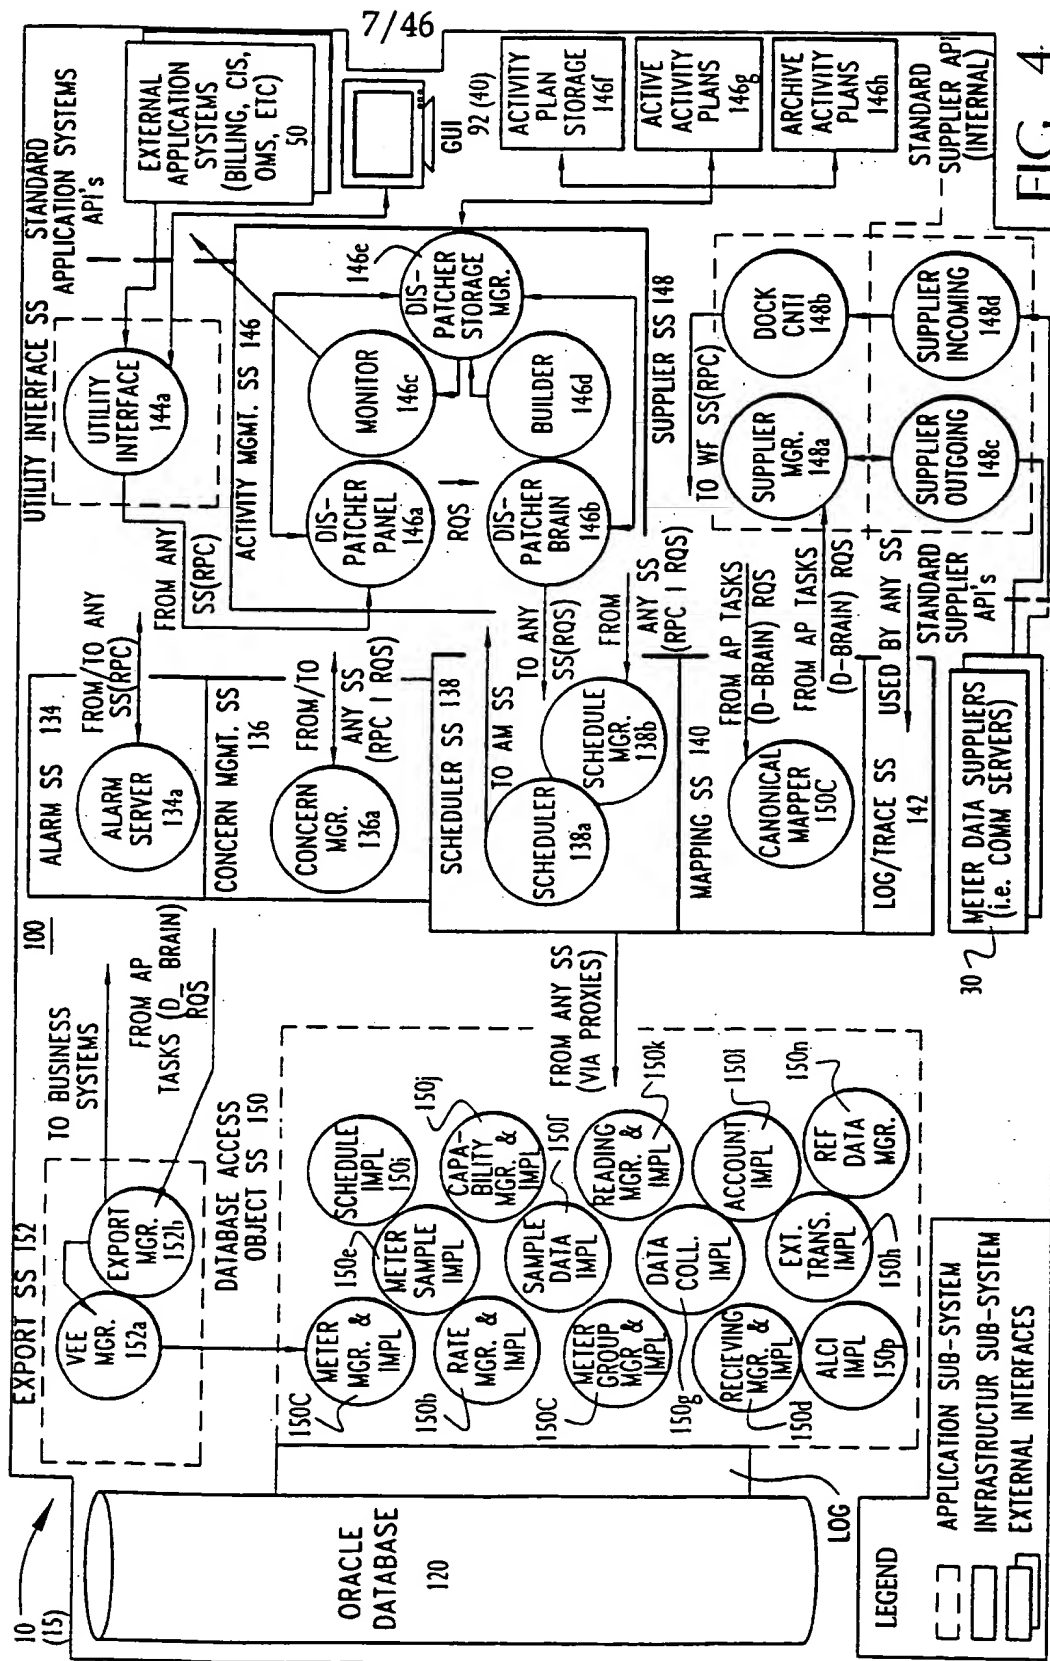 7/46
10
(15)
100
EXPORT SS 152
VEE
MGR.
152a
EXPORT
MGR.
152h
TO BUSINESS
SYSTEMS
FROM AP
TASKS (D_ BRAIN)
RQS
DATABASE ACCESS
OBJECT SS 150
ORACLE
DATABASE
120
LOG
METER
MGR. &
IMPL
150C
METER
SAMPLE
IMPL
150e
SCHEDULE
IMPL
150i
RATE
MGR. &
IMPL
150b
CAPA-
BILITY
MGR. &
IMPL
150j
SAMPLE
DATA
IMPL
150f
METER
GROUP
MGR &
IMPL
150C
READING
MGR. &
IMPL
150k
DATA
COLL.
IMPL
150g
RECIEVING
MGR. &
IMPL
150d
ACCOUNT
IMPL
150l
EXT.
TRANS.
IMPL
150h
ALCI
IMPL
150p
REF
DATA
MGR.
150n
FROM ANY SS
(VIA PROXIES)
LEGEND
APPLICATION SUB-SYSTEM
INFRASTRUCTUR SUB-SYSTEM
EXTERNAL INTERFACES
ALARM SS 134
ALARM
SERVER
134a
FROM/TO ANY
SS(RPC)
CONCERN MGMT. SS
136
CONCERN
MGR.
136a
FROM/TO
ANY SS
(RPC I RQS)
SCHEDULER SS 138
SCHEDULER
138a
SCHEDULE
MGR.
138b
TO AM SS
TO ANY
SS(RQS)
FROM
ANY SS
(RPC I RQS)
MAPPING SS 140
CANONICAL
MAPPER
150C
FROM AP TASKS
(D-BRAIN) RQS
FROM AP TASKS
(D-BRAIN) RQS
LOG/TRACE SS
142
USED BY ANY SS
30
METER DATA SUPPLIERS
(i.e. COMM SERVERS)
STANDARD
SUPPLIER
API's
UTILITY INTERFACE SS
UTILITY
INTERFACE
144a
FROM ANY
SS(RPC)
STANDARD
APPLICATION SYSTEMS
API's
EXTERNAL
APPLICATION
SYSTEMS
(BILLING, CIS,
OMS, ETC)
50
GUI
92 (40)
ACTIVITY MGMT. SS 146
DIS-
PATCHER
PANEL
146a
RQS
DIS-
PATCHER
BRAIN
146b
MONITOR
146c
BUILDER
146d
DIS-
PATCHER
STORAGE
MGR.
146e
ACTIVITY
PLAN
STORAGE
146f
ACTIVE
ACTIVITY
PLANS
146g
ARCHIVE
ACTIVITY
PLANS
146h
SUPPLIER SS 148
TO WF SS(RPC)
SUPPLIER
MGR.
148a
DOCK
CNTI
148b
SUPPLIER
OUTGOING
148c
SUPPLIER
INCOMING
148d
STANDARD
SUPPLIER API
(INTERNAL)
FIG. 4